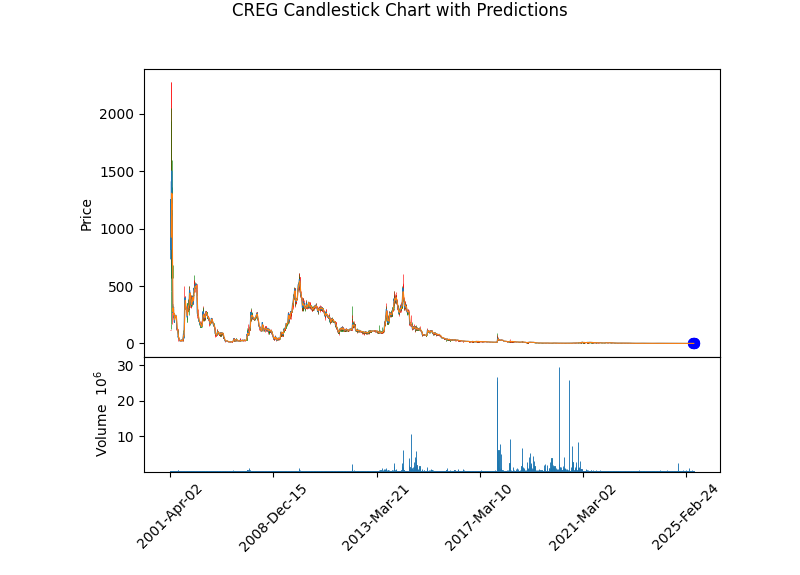 CREG Candlestick Chart with Predictions
Price
2000
1500
1000
500
0
Volume 10^6
30
20
10
2001-Apr-02
2008-Dec-15
2013-Mar-21
2017-Mar-10
2021-Mar-02
2025-Feb-24